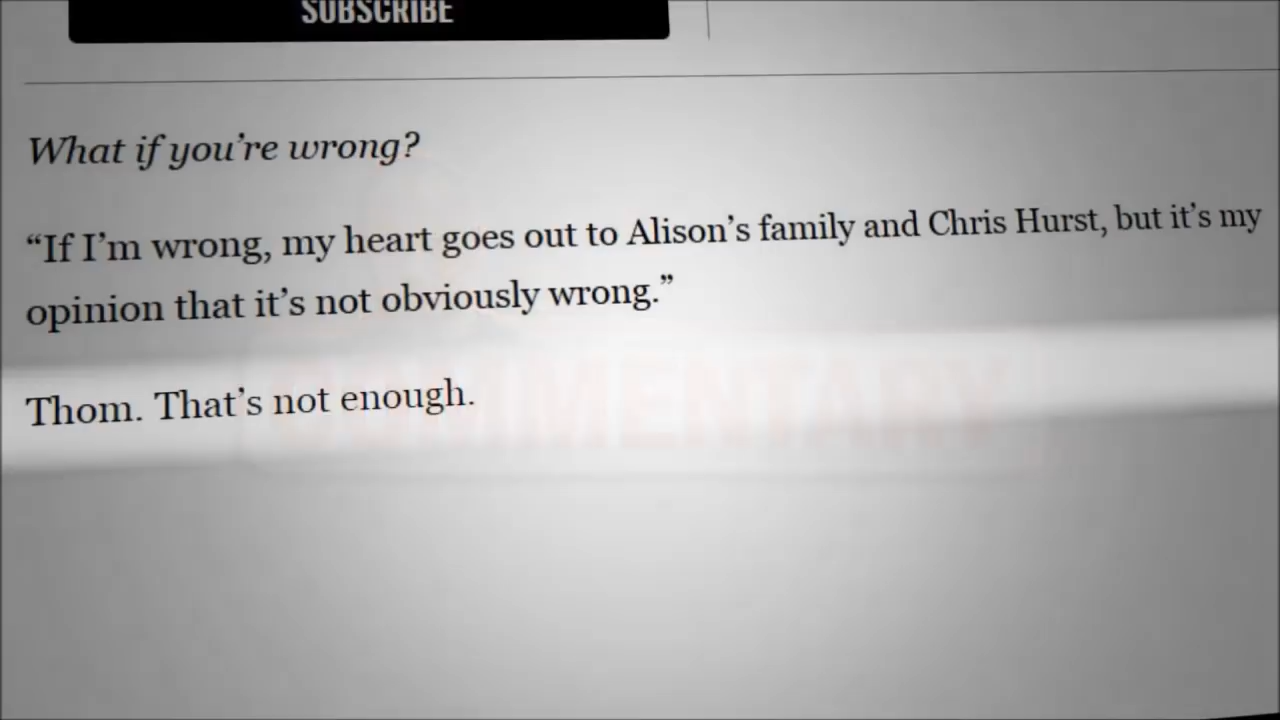 SUBSCRIBE
What if you’re wrong?
“If I’m wrong, my heart goes out to Alison’s family and Chris Hurst, but it’s my
opinion that it’s not obviously wrong.”
Thom. That’s not enough.
COMMENTARY